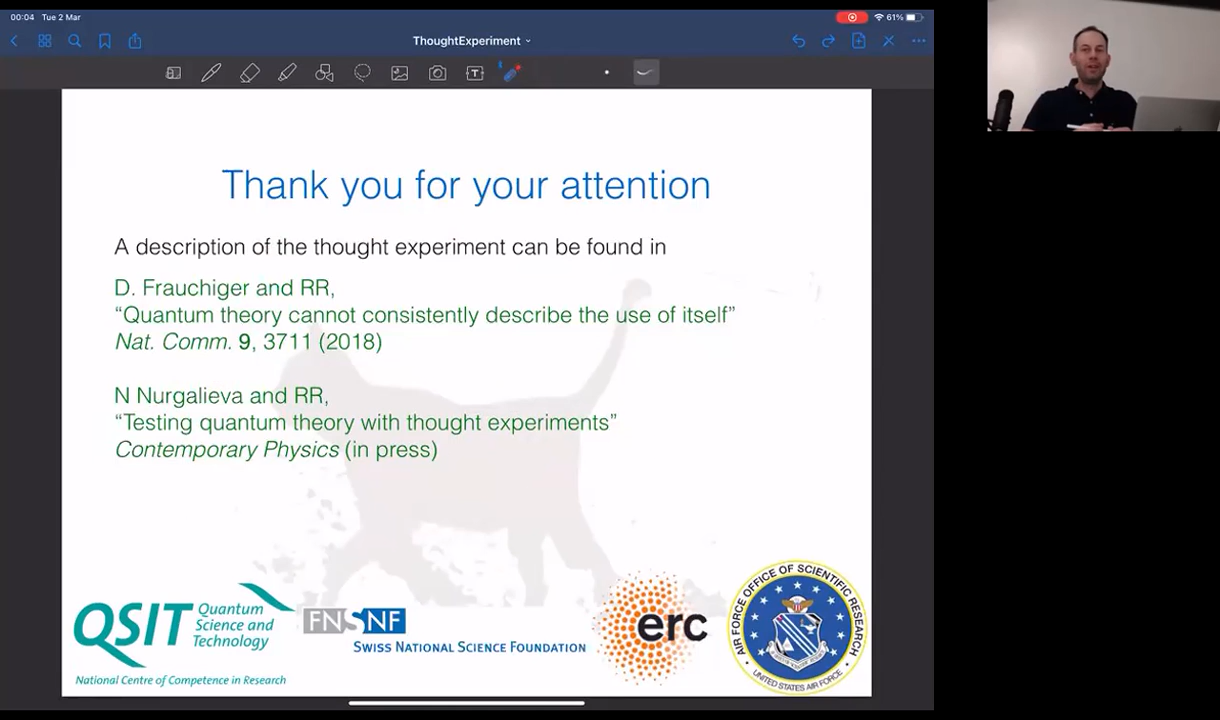 00:04 Tue 2 Mar
61%
ThoughtExperiment
T
Thank you for your attention
A description of the thought experiment can be found in
D. Frauchiger and RR,
“Quantum theory cannot consistently describe the use of itself”
Nat. Comm. 9, 3711 (2018)
N Nurgalieva and RR,
“Testing quantum theory with thought experiments”
Contemporary Physics (in press)
QSIT Quantum Science and Technology
National Centre of Competence in Research
FNSNF
SWISS NATIONAL SCIENCE FOUNDATION
erc
AIR FORCE OFFICE OF SCIENTIFIC RESEARCH
UNITED STATES AIR FORCE